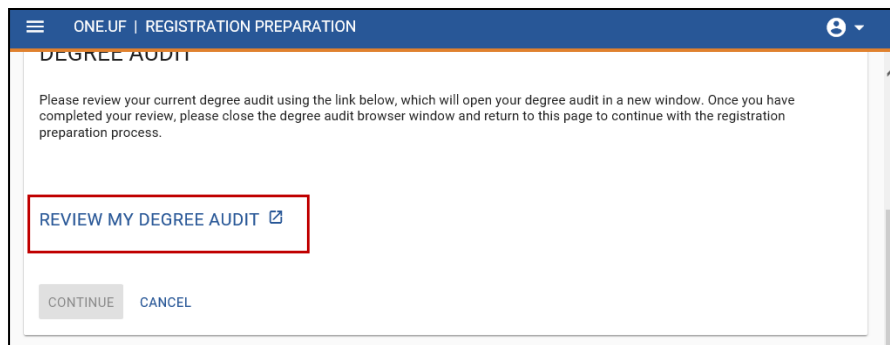 ONE.UF | REGISTRATION PREPARATION
DEGREE AUDIT
Please review your current degree audit using the link below, which will open your degree audit in a new window. Once you have
completed your review, please close the degree audit browser window and return to this page to continue with the registration
preparation process.
REVIEW MY DEGREE AUDIT
CONTINUE CANCEL